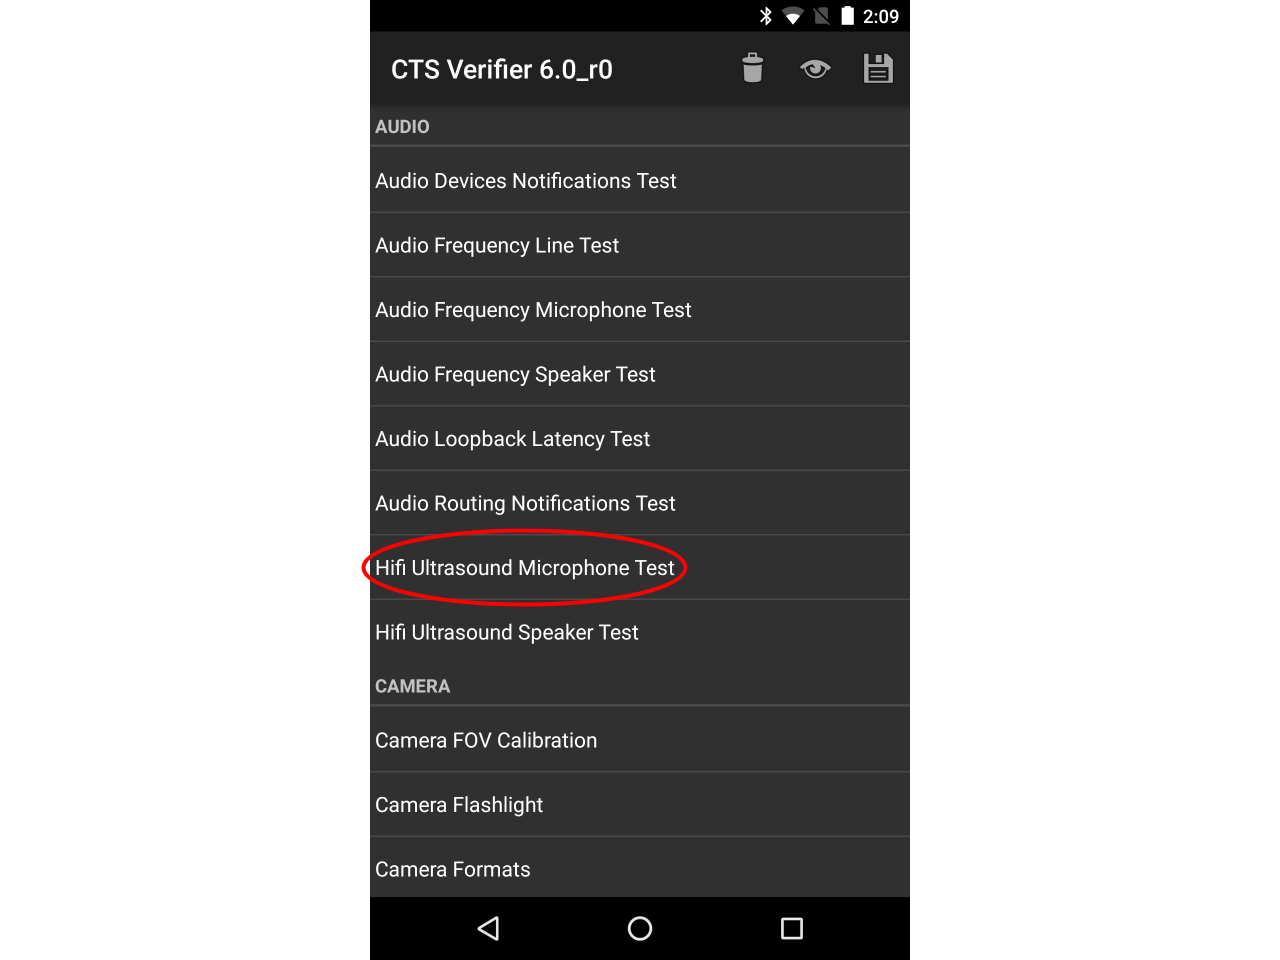 2:09
CTS Verifier 6.0_r0
AUDIO
Audio Devices Notifications Test
Audio Frequency Line Test
Audio Frequency Microphone Test
Audio Frequency Speaker Test
Audio Loopback Latency Test
Audio Routing Notifications Test
Hifi Ultrasound Microphone Test
Hifi Ultrasound Speaker Test
CAMERA
Camera FOV Calibration
Camera Flashlight
Camera Formats